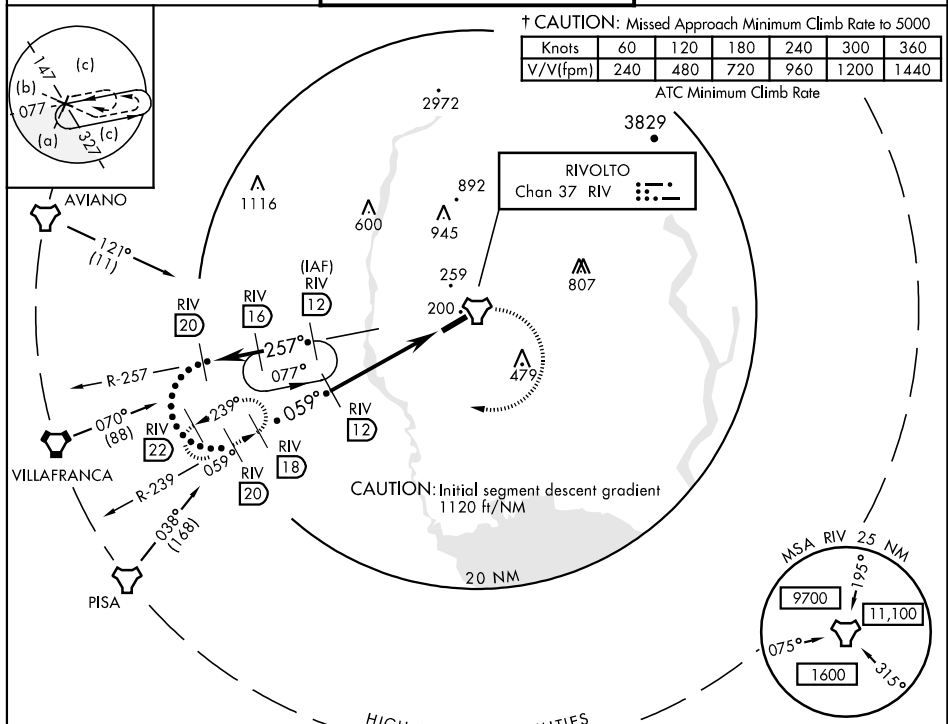 † CAUTION: Missed Approach Minimum Climb Rate to 5000
Knots 60 120 180 240 300 360
V/V(fpm) 240 480 720 960 1200 1440
ATC Minimum Climb Rate
147
(c)
(b)
077
(a)
(c)
327
2972
3829
RIVOLTO
Chan 37 RIV
1116
600
892
945
259
200
807
479
AVIANO
121°
(11)
(IAF)
RIV
12
RIV
16
RIV
20
257°
077°
R-257
070°
(88)
VILLAFRANCA
239°
059°
RIV
12
RIV
22
059°
RIV
18
RIV
20
R-239
038°
(168)
PISA
CAUTION: Initial segment descent gradient
1120 ft/NM
20 NM
MSA RIV 25 NM
195°
9700
11,100
075°
1600
315°